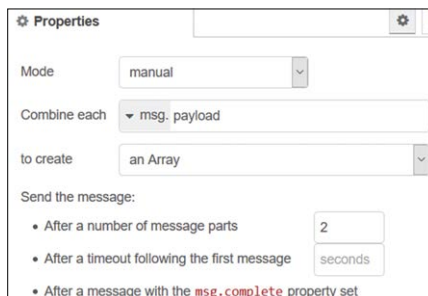 Properties
Mode manual
Combine each msg. payload
to create an Array
Send the message:
• After a number of message parts 2
• After a timeout following the first message seconds
• After a message with the msg.complete property set